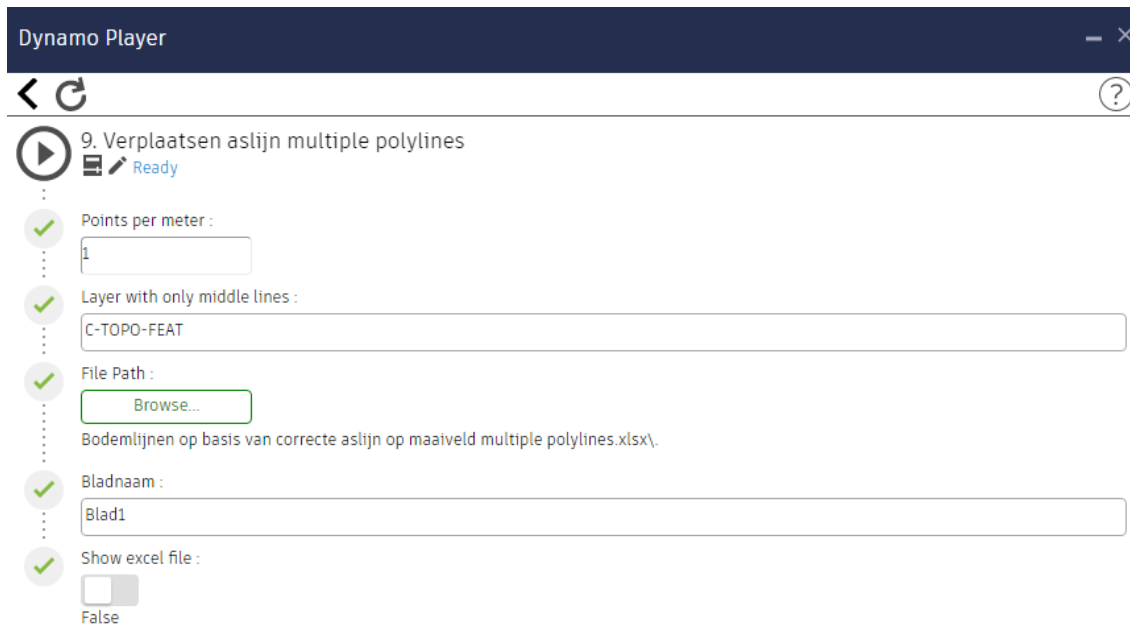 Dynamo Player
?
9. Verplaatsen aslijn multiple polylines
Ready
Points per meter :
1
Layer with only middle lines :
C-TOPO-FEAT
File Path :
Browse...
Bodemlijnen op basis van correcte aslijn op maaiveld multiple polylines.xlsx\.
Bladnaam :
Blad1
Show excel file :
False